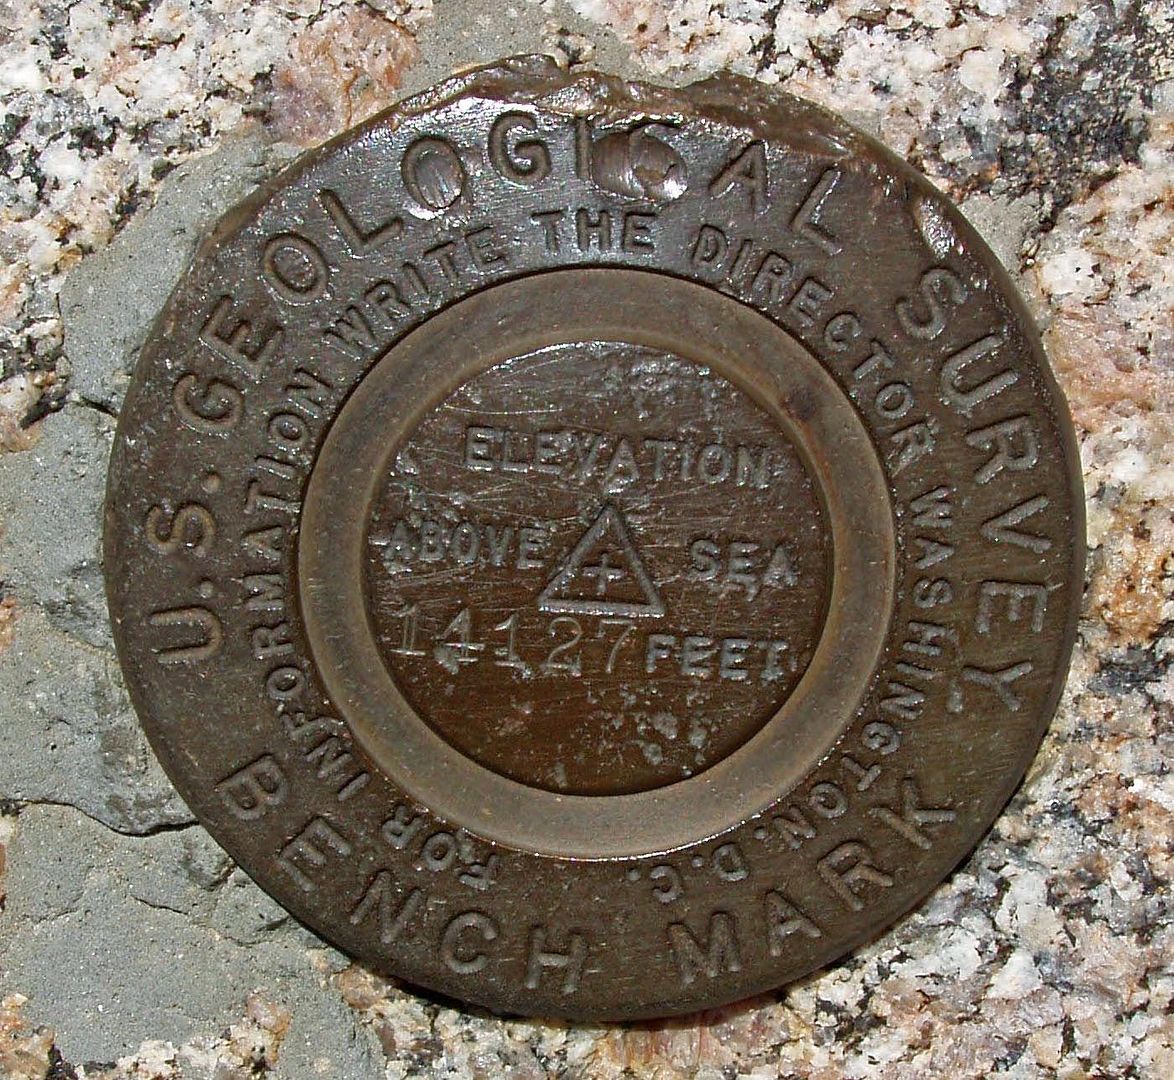 U.S. GEOLOGICAL SURVEY
BENCH MARK
FOR INFORMATION WRITE THE DIRECTOR WASHINGTON, D.C.
ELEVATION
ABOVE SEA
14127 FEET